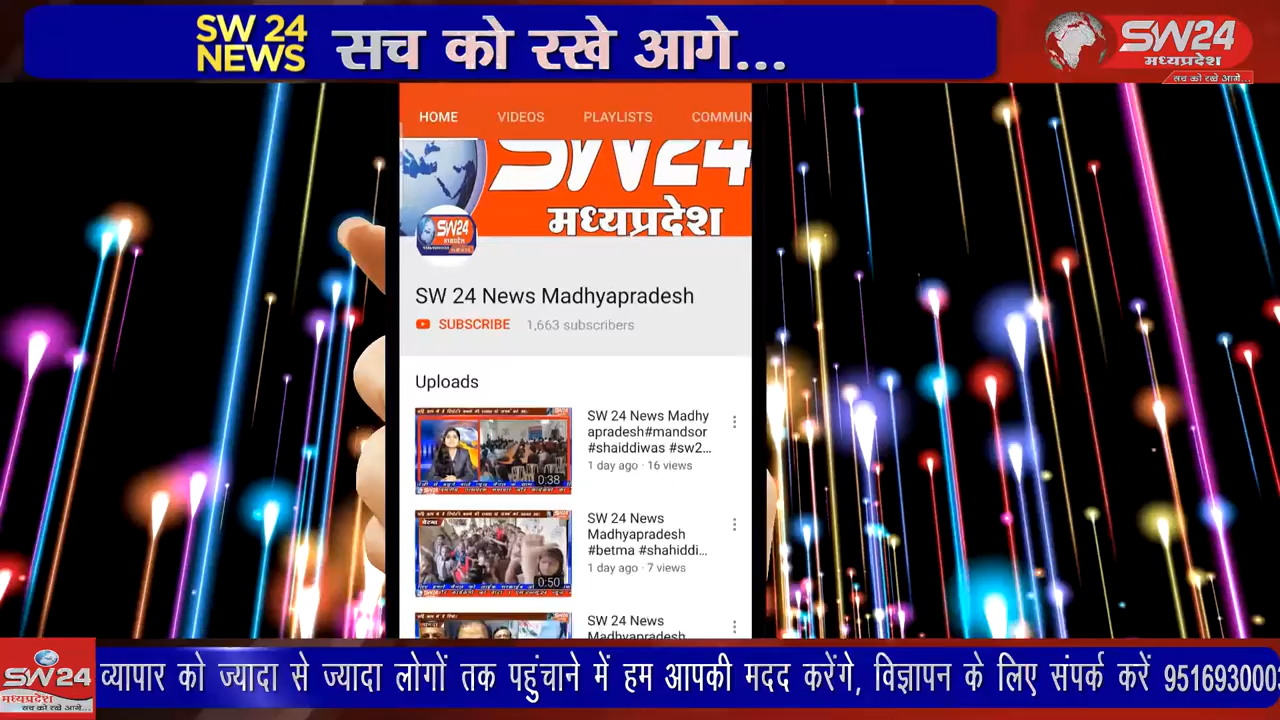 SW 24
NEWS
सच को रखे आगे...
SW24
मध्यप्रदेश
सच को रखे आगे...
HOME VIDEOS PLAYLISTS COMMUN
SW24
मध्यप्रदेश
SW24
SW 24 News Madhyapradesh
SUBSCRIBE 1,663 subscribers
Uploads
SW 24 News Madhy
apradesh#mandsor
#shaiddiwas #sw2...
1 day ago · 16 views
0:38
SW24
SW 24 News
Madhyapradesh
#betma #shahiddi...
1 day ago · 7 views
0:50
SW 24 News
Madhyapradesh
SW24
मध्यप्रदेश
सच को रखे आगे...
व्यापार को ज्यादा से ज्यादा लोगों तक पहुंचाने में हम आपकी मदद करेंगे, विज्ञापन के लिए संपर्क करें 9516930003